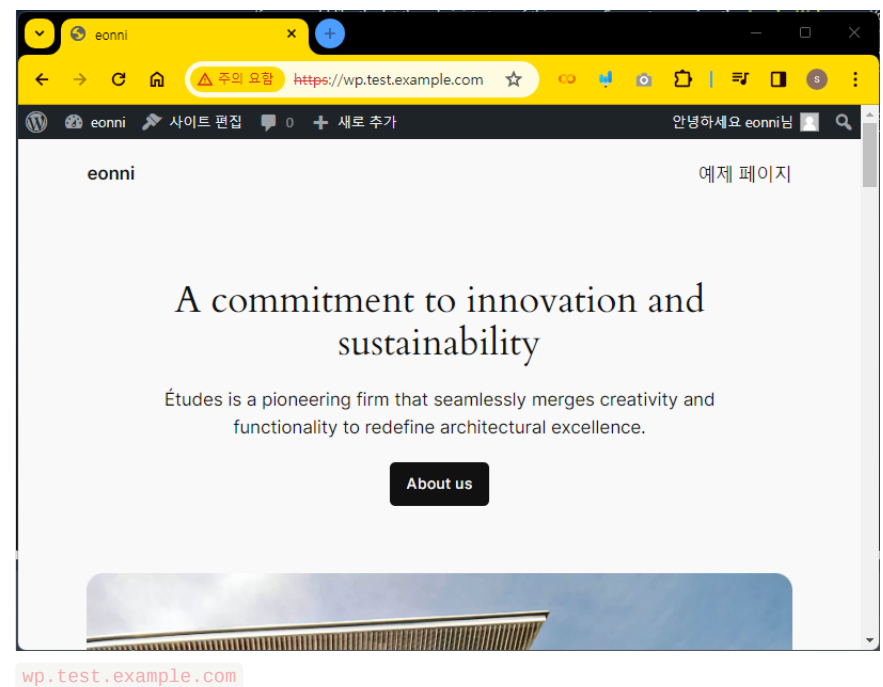 eonni
주의 요함 https://wp.test.example.com
S
eonni 사이트 편집 0 새로 추가 안녕하세요 eonni님
eonni 예제 페이지
A commitment to innovation and
sustainability
Études is a pioneering firm that seamlessly merges creativity and
functionality to redefine architectural excellence.
About us
wp.test.example.com